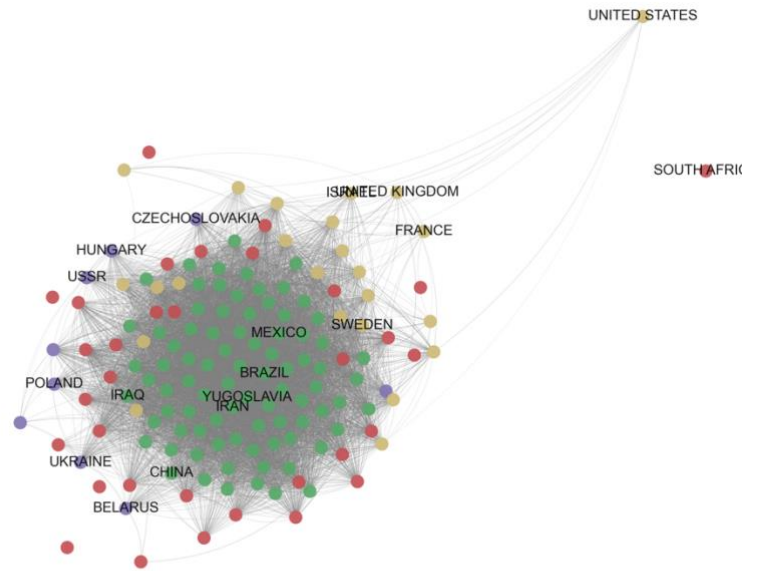 UNITED STATES
SOUTH AFRIC
ISRAEL
UNITED KINGDOM
CZECHOSLOVAKIA
FRANCE
HUNGARY
USSR
SWEDEN
MEXICO
BRAZIL
POLAND
IRAQ
YUGOSLAVIA
IRAN
UKRAINE
CHINA
BELARUS